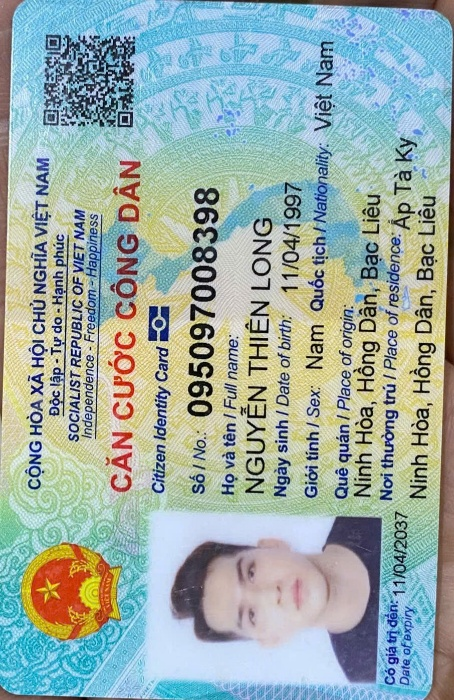 CỘNG HÒA XÃ HỘI CHỦ NGHĨA VIỆT NAM
Độc lập - Tự do - Hạnh phúc
SOCIALIST REPUBLIC OF VIET NAM
Independence - Freedom - Happiness
CĂN CƯỚC CÔNG DÂN
Citizen Identity Card
Số / No.: 095097008398
Họ và tên / Full name:
NGUYỄN THIÊN LONG
Ngày sinh / Date of birth: 11/04/1997
Giới tính / Sex: Nam Quốc tịch / Nationality: Việt Nam
Quê quán / Place of origin:
Ninh Hòa, Hồng Dân, Bạc Liêu
Nơi thường trú / Place of residence: Ấp Tà Ky
Ninh Hòa, Hồng Dân, Bạc Liêu
Có giá trị đến: 11/04/2037
Date of expiry